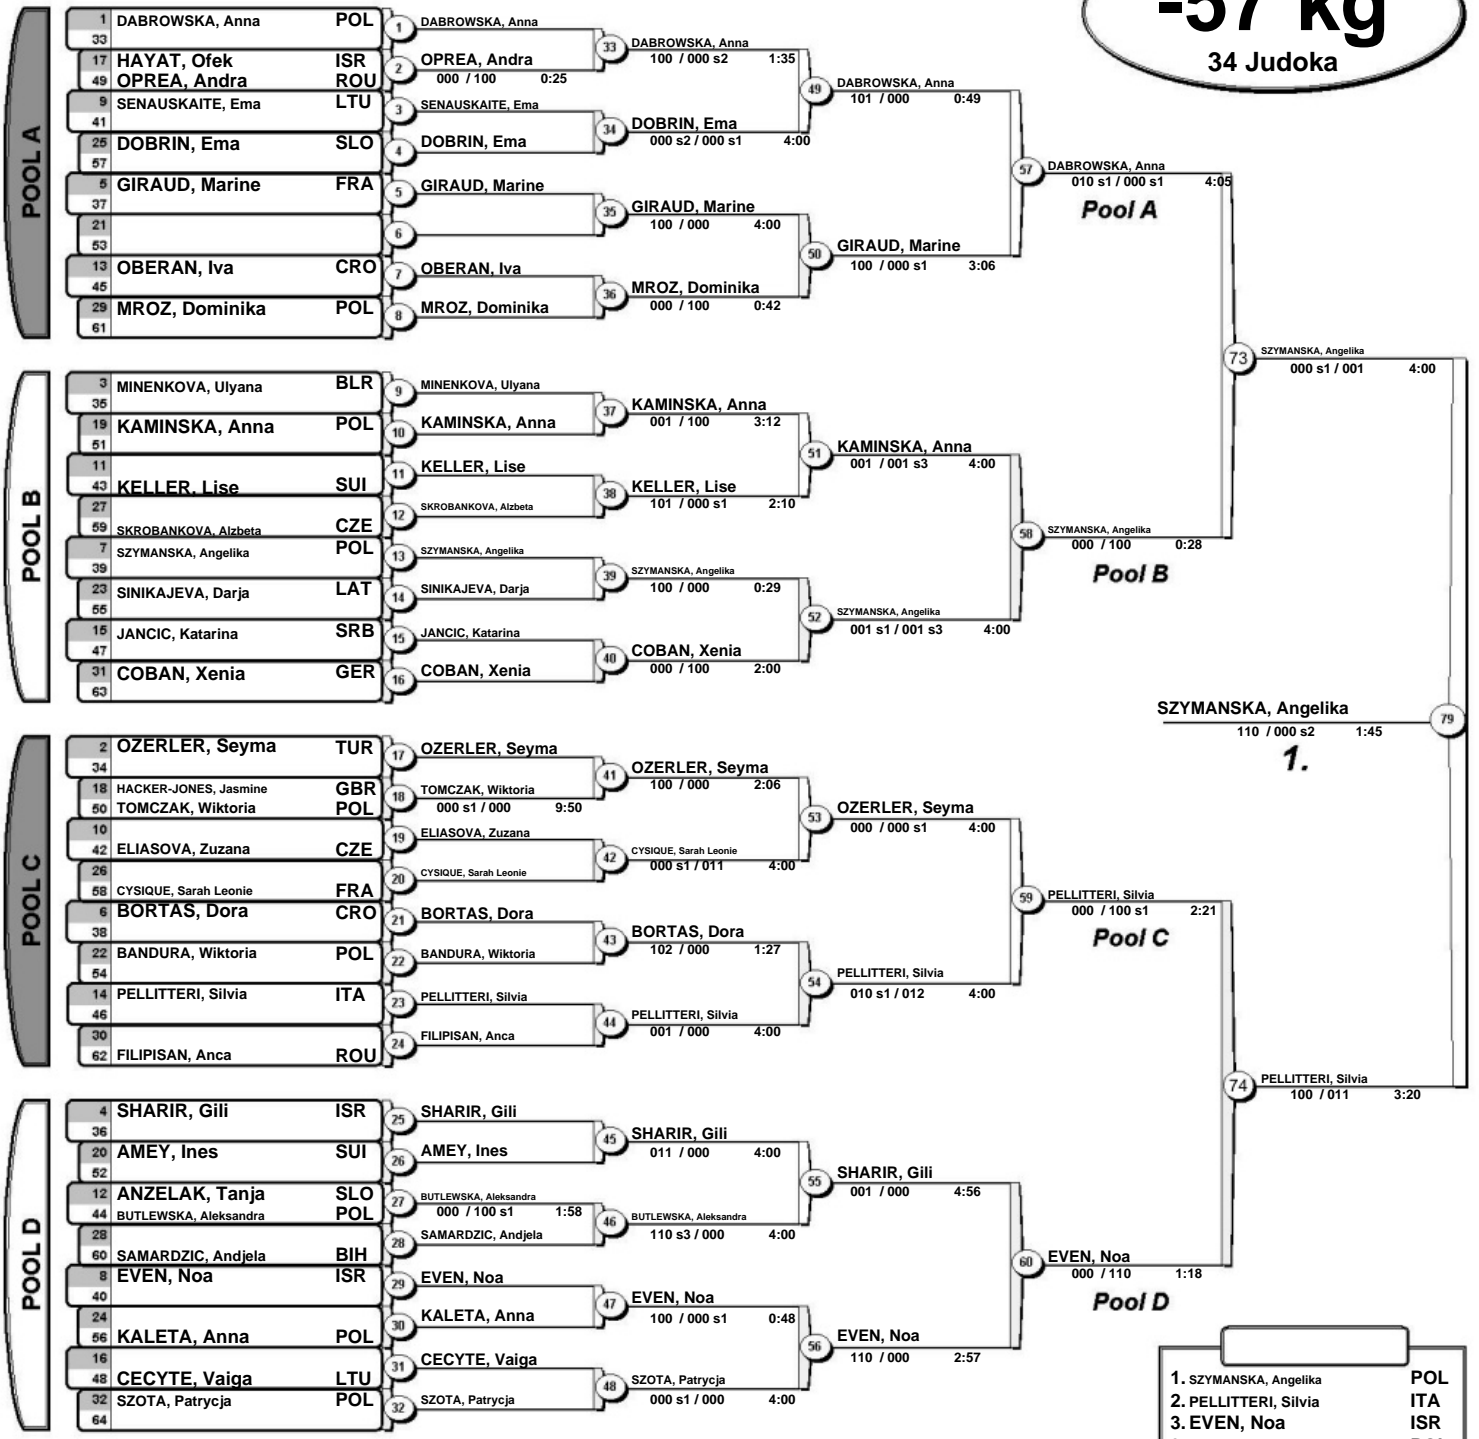 -57 kg
34 Judoka
POOL A
1 DABROWSKA, Anna POL
33
17 HAYAT, Ofek ISR
49 OPREA, Andra ROU
9 SENAUSKAITE, Ema LTU
41
25 DOBRIN, Ema SLO
57
5 GIRAUD, Marine FRA
37
21
53
13 OBERAN, Iva CRO
45
29 MROZ, Dominika POL
61
1 DABROWSKA, Anna
2 OPREA, Andra
000 / 100 0:25
3 SENAUSKAITE, Ema
4 DOBRIN, Ema
5 GIRAUD, Marine
6
7 OBERAN, Iva
8 MROZ, Dominika
33 DABROWSKA, Anna
100 / 000 s2 1:35
34 DOBRIN, Ema
000 s2 / 000 s1 4:00
35 GIRAUD, Marine
100 / 000 4:00
36 MROZ, Dominika
000 / 100 0:42
49 DABROWSKA, Anna
101 / 000 0:49
50 GIRAUD, Marine
100 / 000 s1 3:06
57 DABROWSKA, Anna
010 s1 / 000 s1 4:05
Pool A
POOL B
3 MINENKOVA, Ulyana BLR
35
19 KAMINSKA, Anna POL
51
11
43 KELLER, Lise SUI
27
59 SKROBANKOVA, Alzbeta CZE
7 SZYMANSKA, Angelika POL
39
23 SINIKAJEVA, Darja LAT
55
15 JANCIC, Katarina SRB
47
31 COBAN, Xenia GER
63
9 MINENKOVA, Ulyana
10 KAMINSKA, Anna
11 KELLER, Lise
12 SKROBANKOVA, Alzbeta
13 SZYMANSKA, Angelika
14 SINIKAJEVA, Darja
15 JANCIC, Katarina
16 COBAN, Xenia
37 KAMINSKA, Anna
001 / 100 3:12
38 KELLER, Lise
101 / 000 s1 2:10
39 SZYMANSKA, Angelika
100 / 000 0:29
40 COBAN, Xenia
000 / 100 2:00
51 KAMINSKA, Anna
001 / 001 s3 4:00
52 SZYMANSKA, Angelika
001 s1 / 001 s3 4:00
58 SZYMANSKA, Angelika
000 / 100 0:28
Pool B
73 SZYMANSKA, Angelika
000 s1 / 001 4:00
SZYMANSKA, Angelika 79
110 / 000 s2 1:45
1.
POOL C
2 OZERLER, Seyma TUR
34
18 HACKER-JONES, Jasmine GBR
50 TOMCZAK, Wiktoria POL
10
42 ELIASOVA, Zuzana CZE
26
58 CYSIQUE, Sarah Leonie FRA
6 BORTAS, Dora CRO
38
22 BANDURA, Wiktoria POL
54
14 PELLITTERI, Silvia ITA
46
30
62 FILIPISAN, Anca ROU
17 OZERLER, Seyma
18 TOMCZAK, Wiktoria
000 s1 / 000 9:50
19 ELIASOVA, Zuzana
20 CYSIQUE, Sarah Leonie
21 BORTAS, Dora
22 BANDURA, Wiktoria
23 PELLITTERI, Silvia
24 FILIPISAN, Anca
41 OZERLER, Seyma
100 / 000 2:06
42 CYSIQUE, Sarah Leonie
000 s1 / 011 4:00
43 BORTAS, Dora
102 / 000 1:27
44 PELLITTERI, Silvia
001 / 000 4:00
53 OZERLER, Seyma
000 / 000 s1 4:00
54 PELLITTERI, Silvia
010 s1 / 012 4:00
59 PELLITTERI, Silvia
000 / 100 s1 2:21
Pool C
74 PELLITTERI, Silvia
100 / 011 3:20
POOL D
4 SHARIR, Gili ISR
36
20 AMEY, Ines SUI
52
12 ANZELAK, Tanja SLO
44 BUTLEWSKA, Aleksandra POL
28
60 SAMARDZIC, Andjela BIH
8 EVEN, Noa ISR
40
24
56 KALETA, Anna POL
16
48 CECYTE, Vaiga LTU
32 SZOTA, Patrycja POL
64
25 SHARIR, Gili
26 AMEY, Ines
27 BUTLEWSKA, Aleksandra
000 / 100 s1 1:58
28 SAMARDZIC, Andjela
29 EVEN, Noa
30 KALETA, Anna
31 CECYTE, Vaiga
32 SZOTA, Patrycja
45 SHARIR, Gili
011 / 000 4:00
46 BUTLEWSKA, Aleksandra
110 s3 / 000 4:00
47 EVEN, Noa
100 / 000 s1 0:48
48 SZOTA, Patrycja
000 s1 / 000 4:00
55 SHARIR, Gili
001 / 000 4:56
56 EVEN, Noa
110 / 000 2:57
60 EVEN, Noa
000 / 110 1:18
Pool D
1. SZYMANSKA, Angelika POL
2. PELLITTERI, Silvia ITA
3. EVEN, Noa ISR